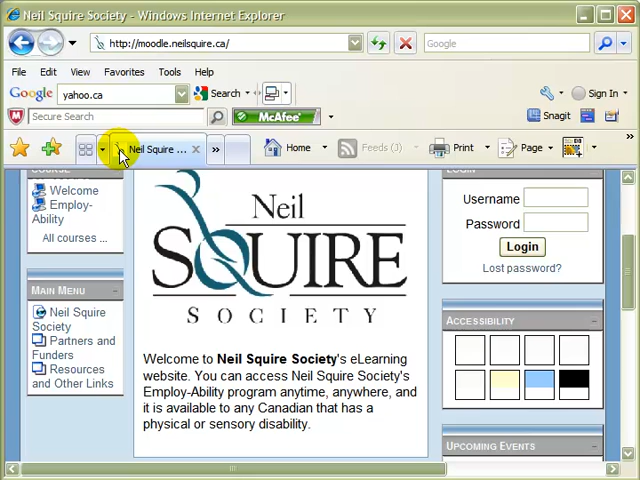 Neil Squire Society - Windows Internet Explorer
http://moodle.neilsquire.ca/
Google
File Edit View Favorites Tools Help
Google yahoo.ca Search Sign In
Secure Search McAfee Snagit
Neil Squire ... Home Feeds (3) Print Page
Welcome
Employ-
Ability
All courses ...
MAIN MENU
Neil Squire
Society
Partners and
Funders
Resources
and Other Links
Neil
SQUIRE
SOCIETY
Welcome to Neil Squire Society's eLearning
website. You can access Neil Squire Society's
Employ-Ability program anytime, anywhere, and
it is available to any Canadian that has a
physical or sensory disability.
LOGIN
Username
Password
Login
Lost password?
ACCESSIBILITY
UPCOMING EVENTS